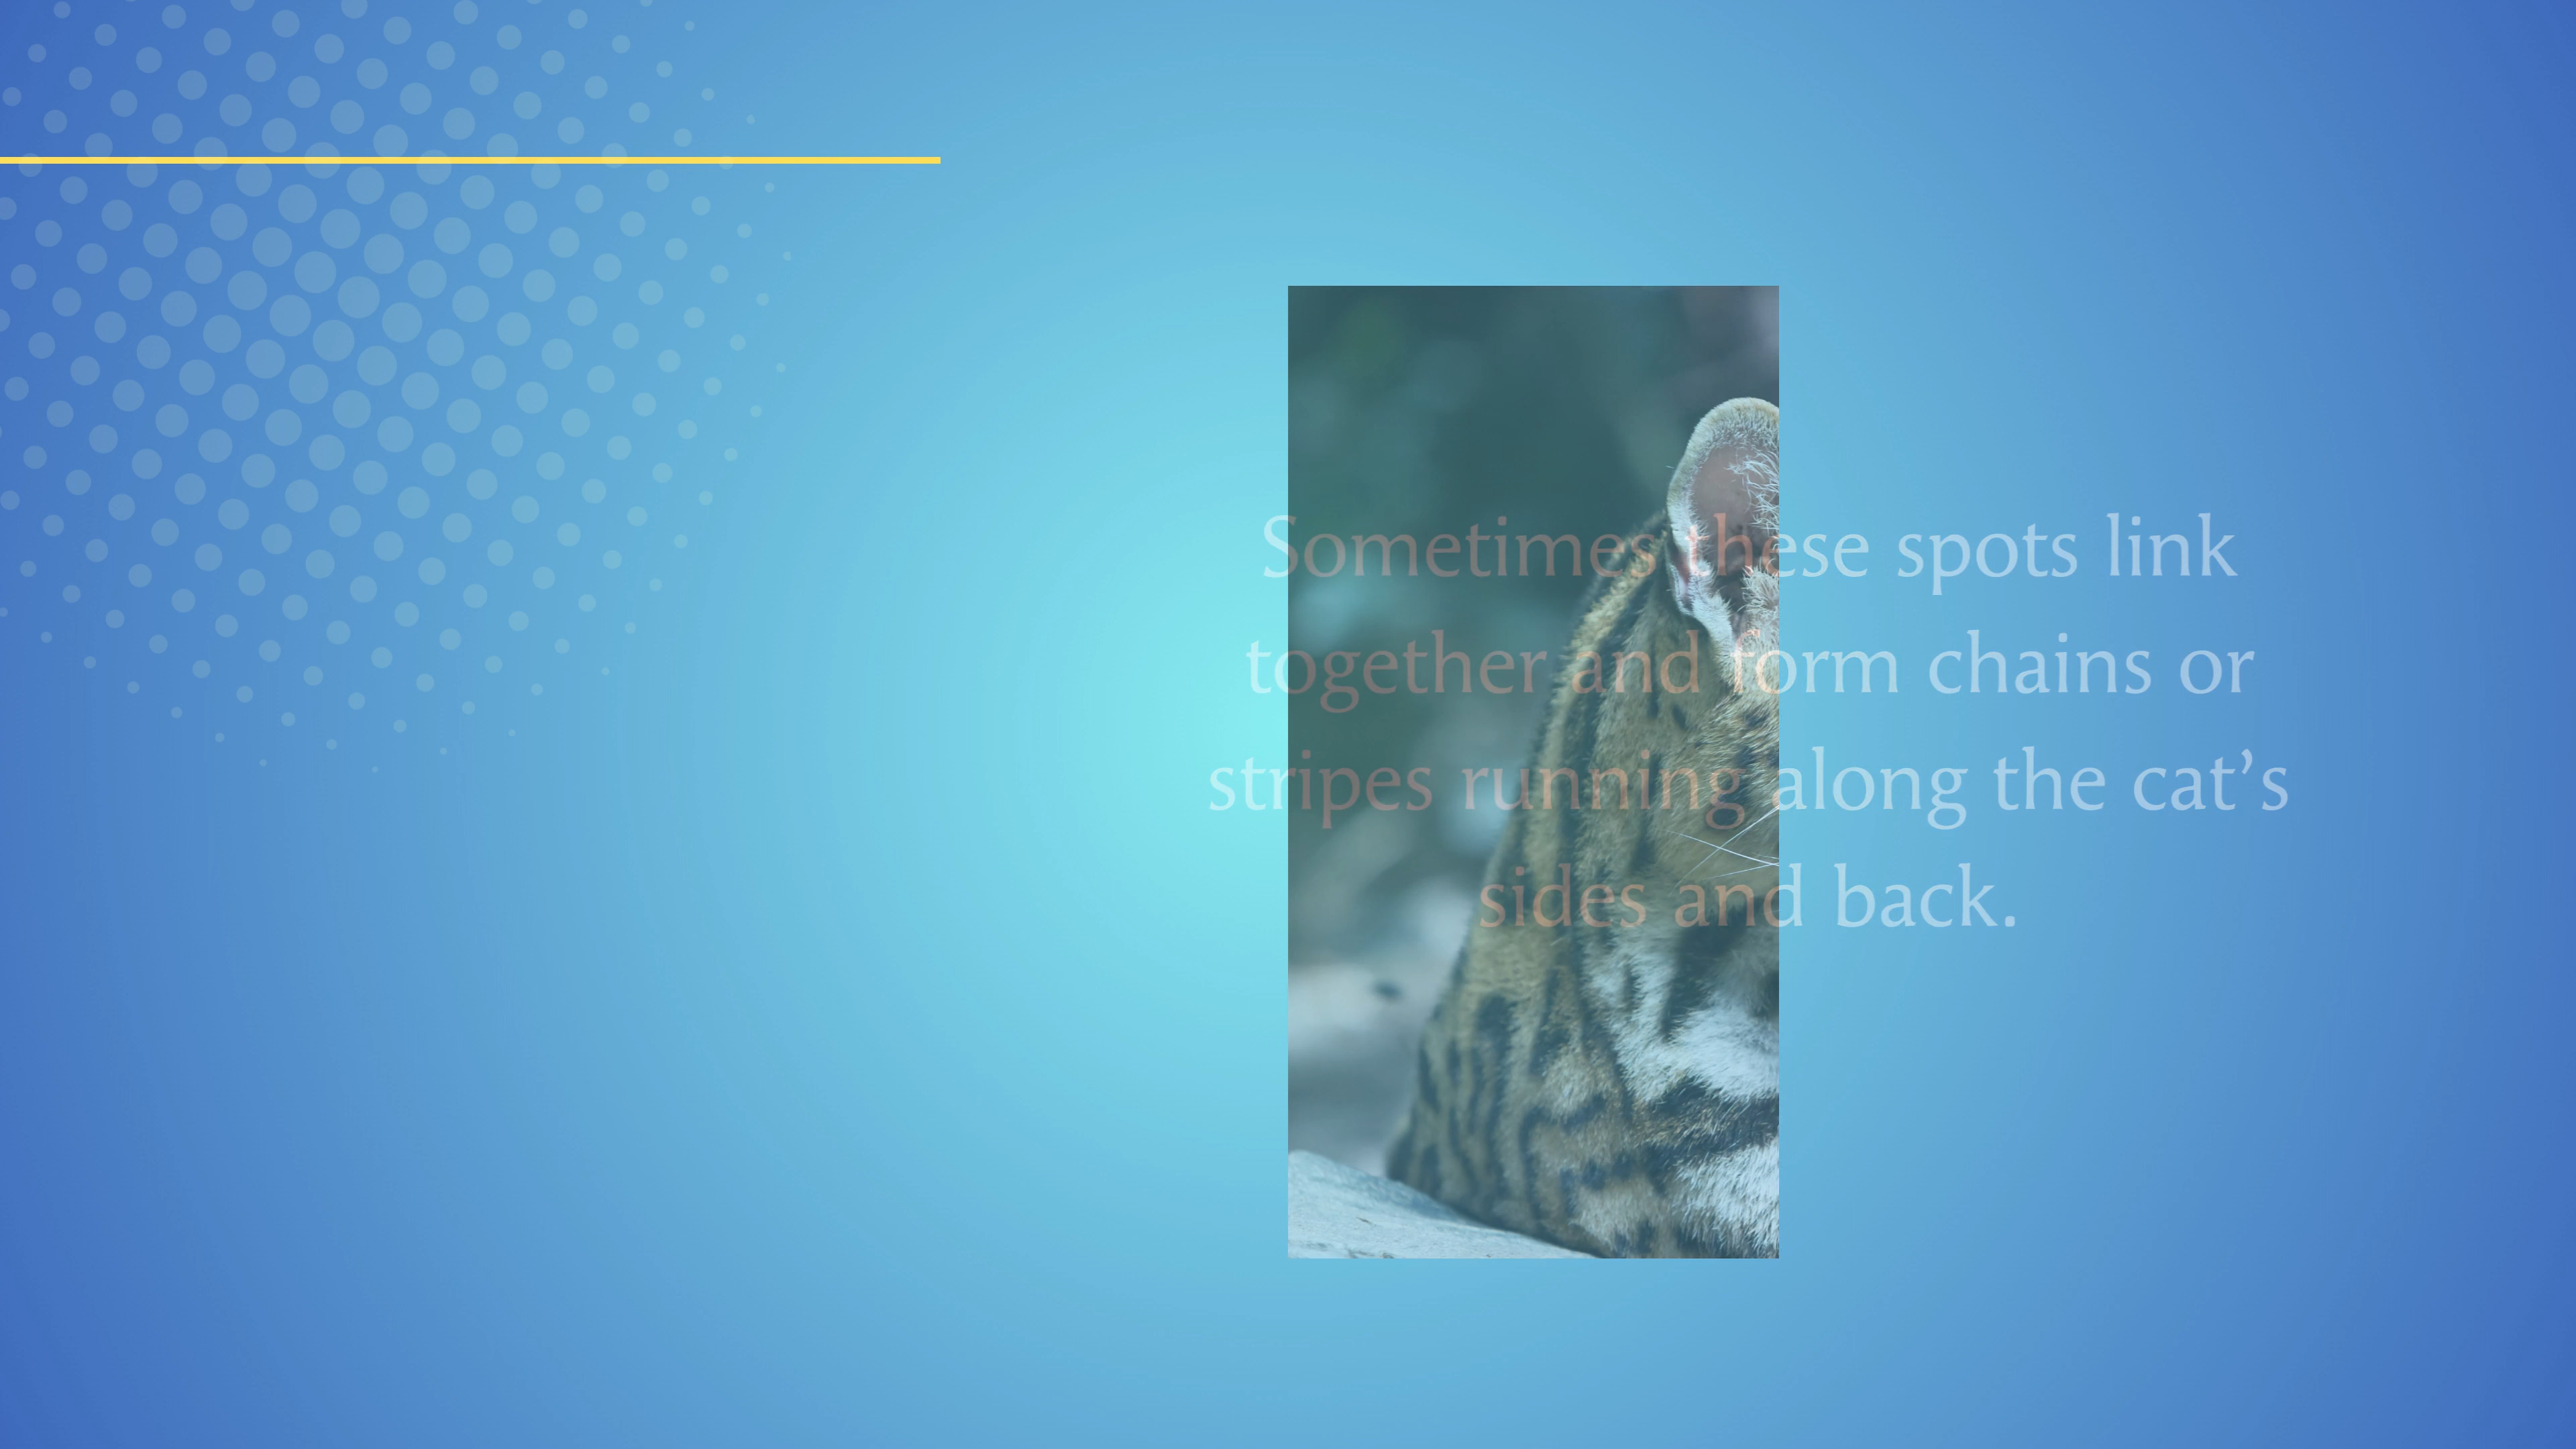 Sometimes these spots link
together and form chains or
stripes running along the cat’s
sides and back.